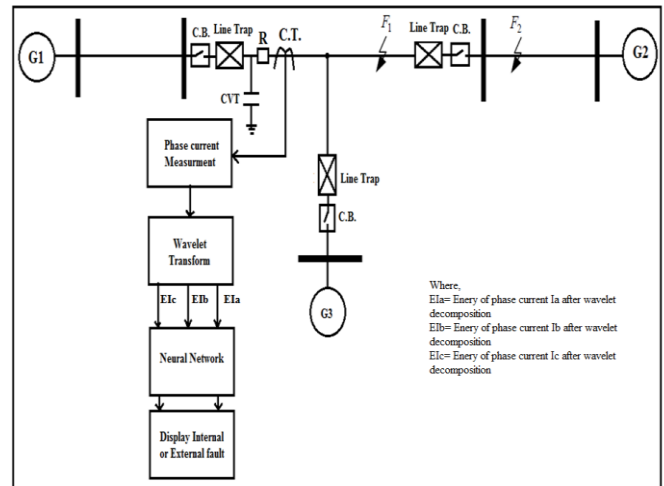 C.B.
Line Trap
R
C.T.
F1
Line Trap
C.B.
F2
G1
G2
CVT
Phase current
Measurment
Line Trap
C.B.
Wavelet
Transform
EIc
EIb
EIa
G3
Neural Network
Display Internal
or External fault
Where,
EIa= Enery of phase current Ia after wavelet
decomposition
EIb= Enery of phase current Ib after wavelet
decomposition
EIc= Enery of phase current Ic after wavelet
decomposition